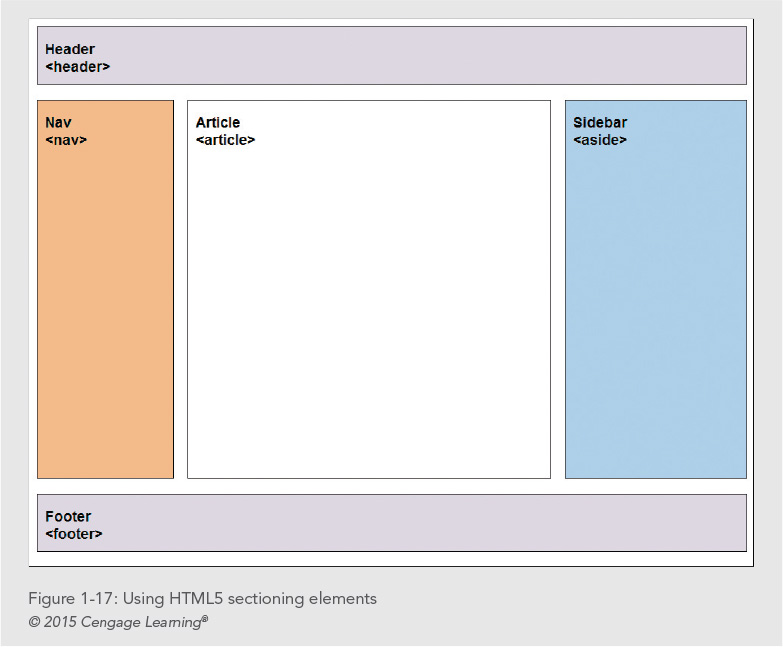 Header
<header>
Nav
<nav>
Article
<article>
Sidebar
<aside>
Footer
<footer>
Figure 1-17: Using HTML5 sectioning elements
© 2015 Cengage Learning®